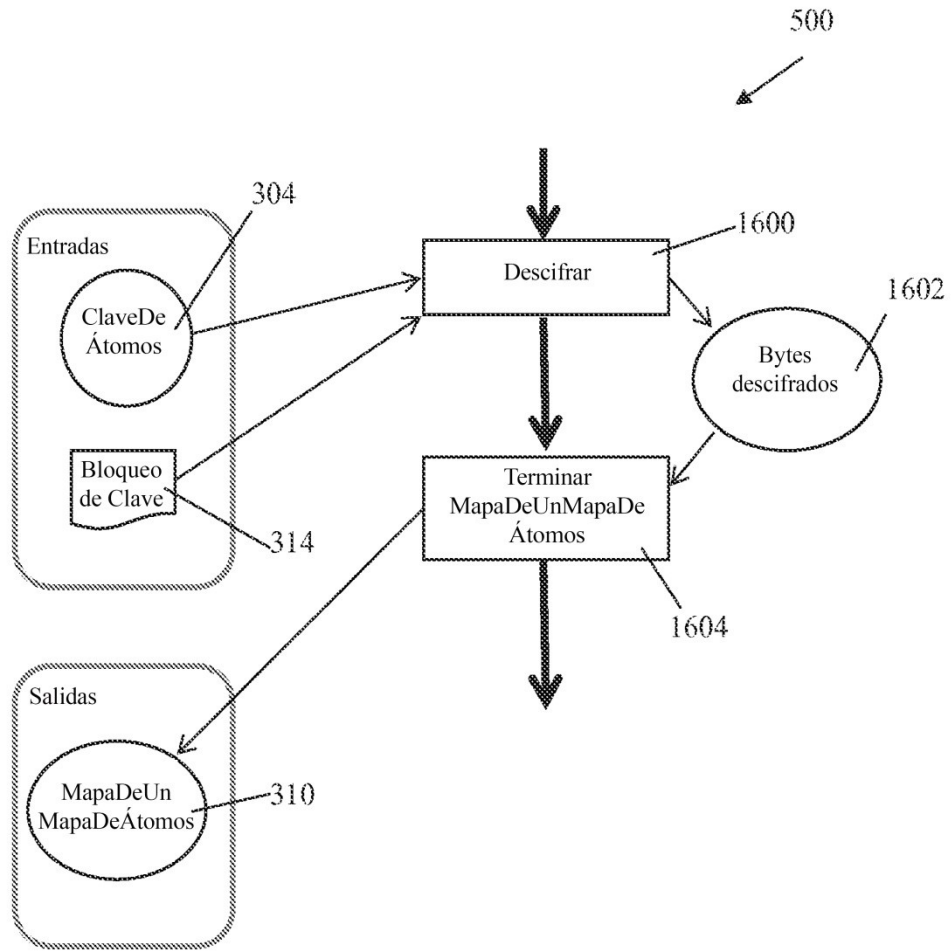 500
304
Entradas
1600
Descifrar
ClaveDe
Átomos
1602
Bytes
descifrados
Bloqueo
de Clave
Terminar
MapaDeUnMapaDe
Átomos
314
1604
Salidas
MapaDeUn
MapaDeÁtomos
310